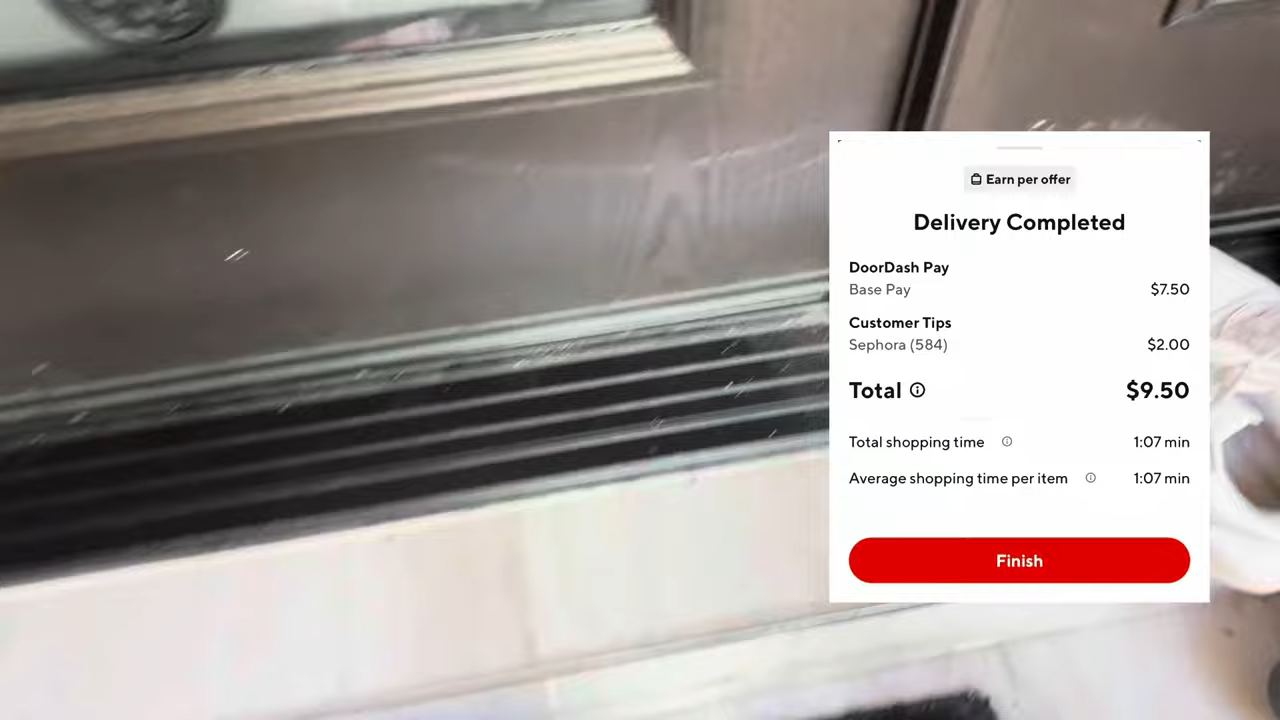 Earn per offer
Delivery Completed
DoorDash Pay
Base Pay $7.50
Customer Tips
Sephora (584) $2.00
Total $9.50
Total shopping time 1:07 min
Average shopping time per item 1:07 min
Finish